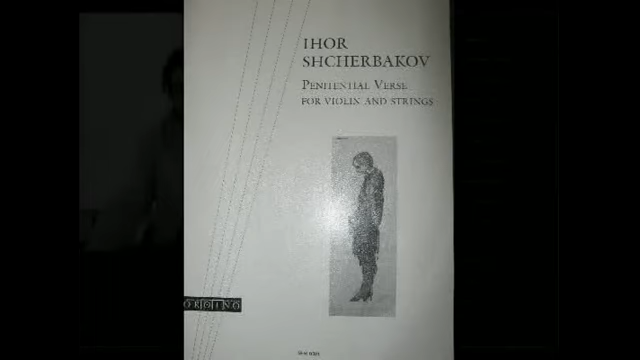 IHOR
SHCHERBAKOV
PENITENTIAL VERSE
FOR VIOLIN AND STRINGS